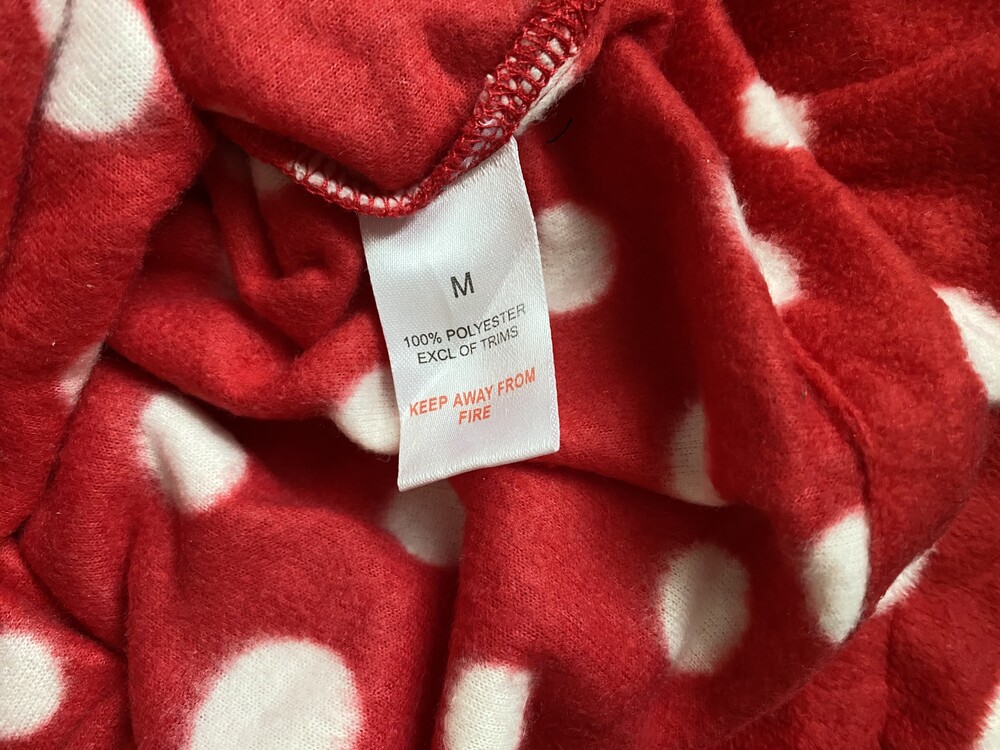 M
100% POLYESTER
EXCL OF TRIMS
KEEP AWAY FROM
FIRE